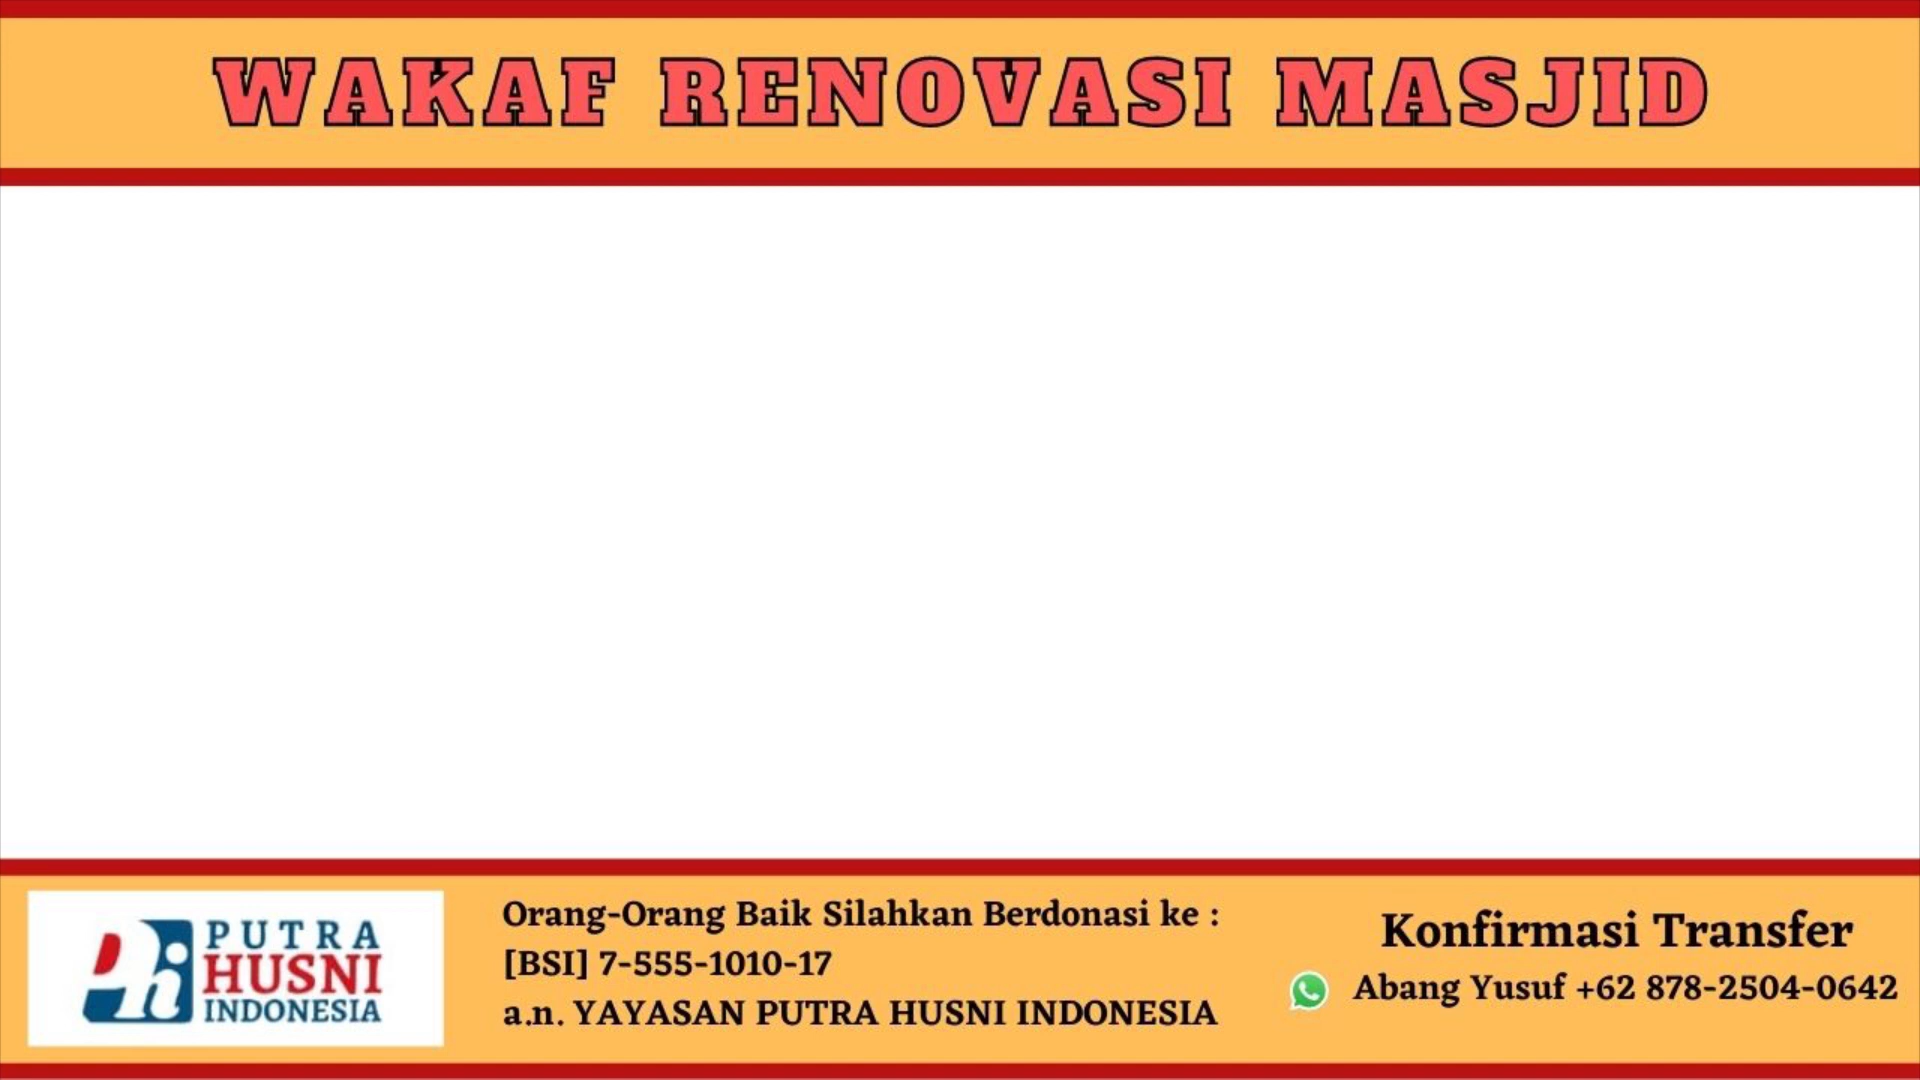 WAKAF RENOVASI MASJID
PUTRA
HUSNI
INDONESIA
Orang-Orang Baik Silahkan Berdonasi ke :
[BSI] 7-555-1010-17
a.n. YAYASAN PUTRA HUSNI INDONESIA
Konfirmasi Transfer
Abang Yusuf +62 878-2504-0642